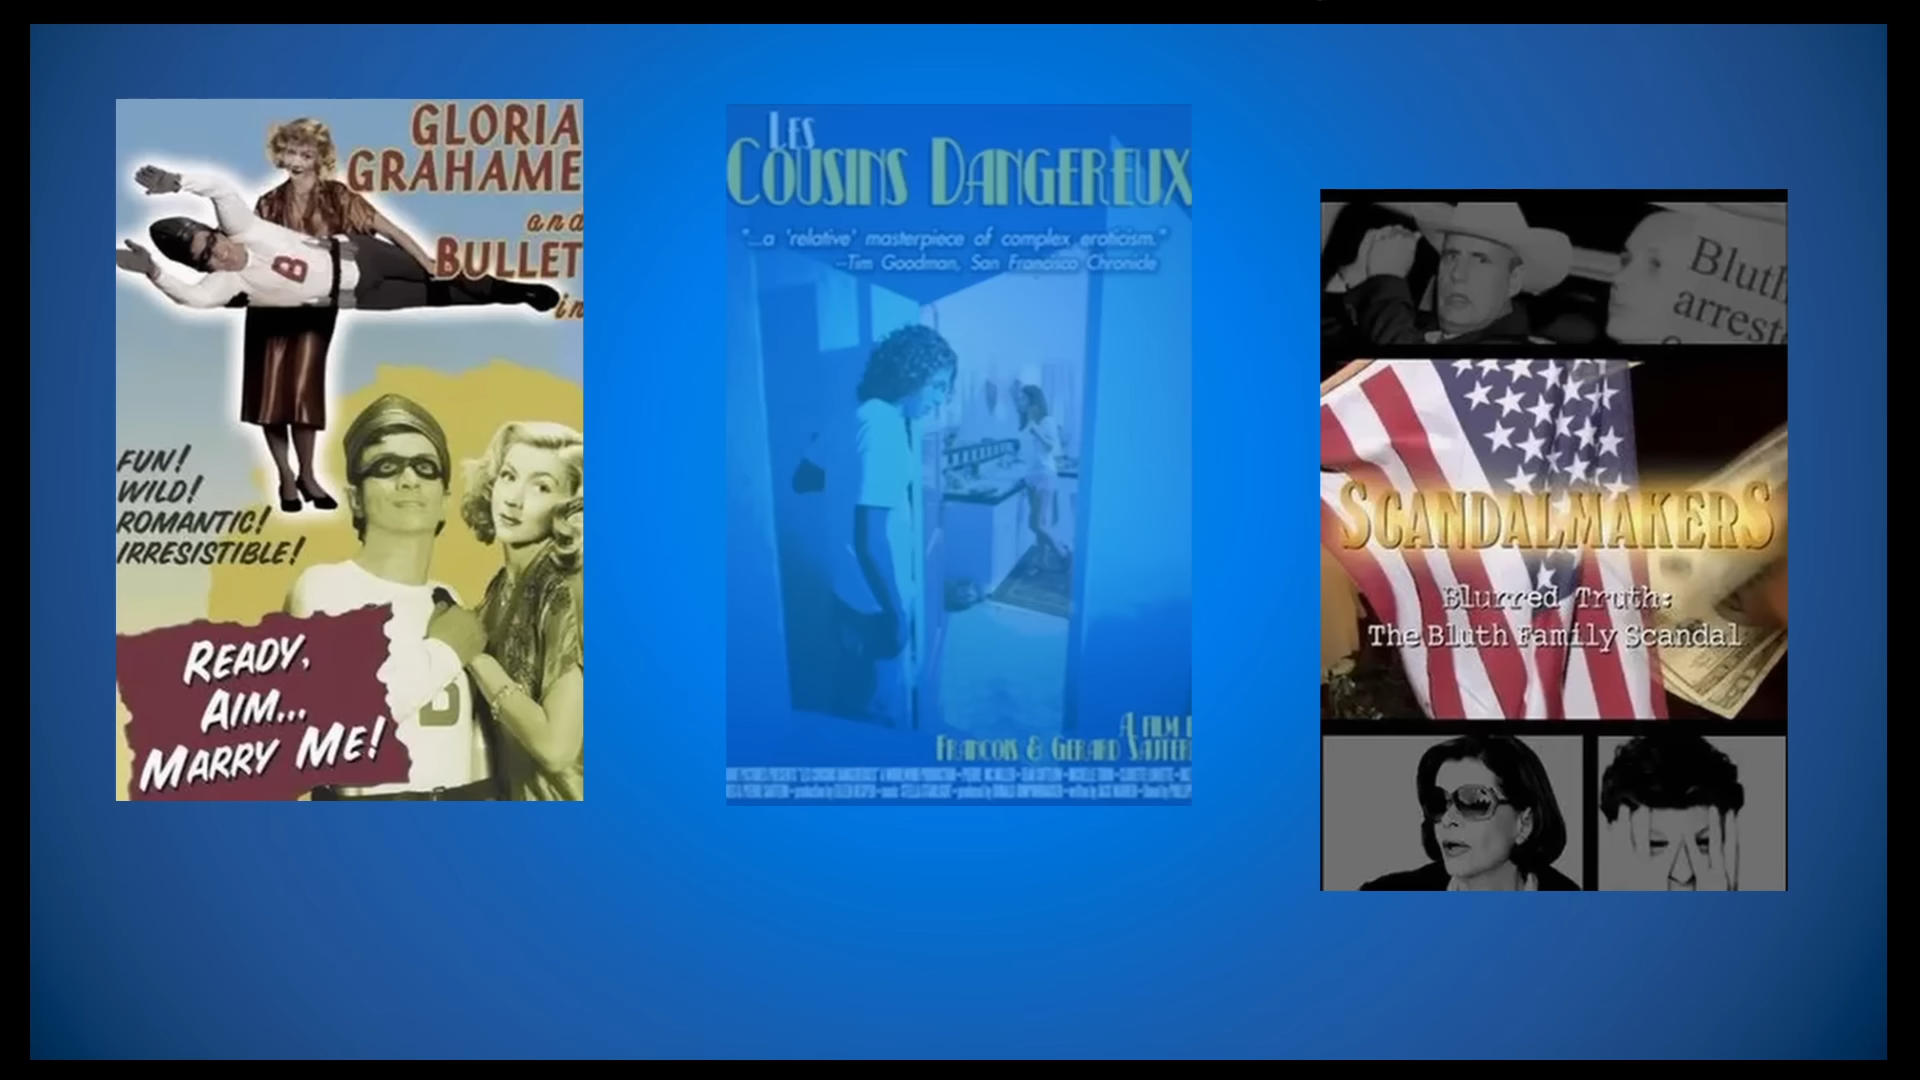 GLORIA
GRAHAME
and
BULLET
in
FUN!
WILD!
ROMANTIC!
IRRESISTIBLE!
READY,
AIM...
MARRY ME!
B
LES
COUSINS DANGEREUX
"...a 'relative' masterpiece of complex eroticism."
—Tim Goodman, San Francisco Chronicle
A FILM
FRANCOIS & GERARD
Bluth
arrest
SCANDALMAKERS
Blurred Truth:
The Bluth Family Scandal